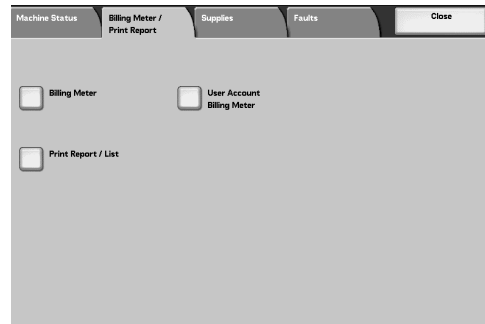 Machine Status
Billing Meter /
Print Report
Supplies
Faults
Close
Billing Meter
User Account
Billing Meter
Print Report / List